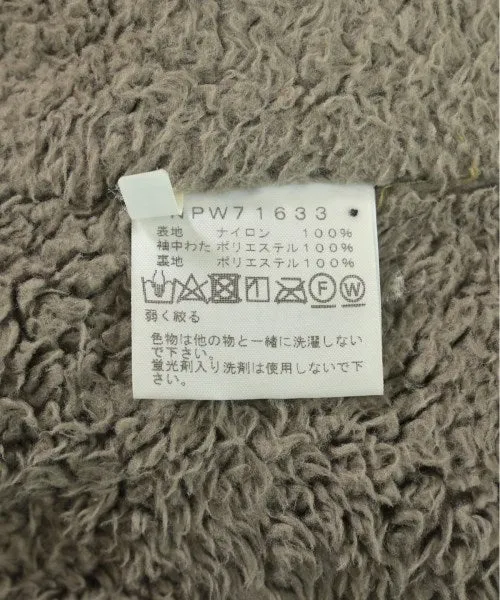 NPW71633
表地 ナイロン 100%
袖中わた ポリエステル100%
裏地 ポリエステル100%
F W
弱く絞る
色物は他の物と一緒に洗濯しない
で下さい。
蛍光剤入り洗剤は使用しないで下
さい。